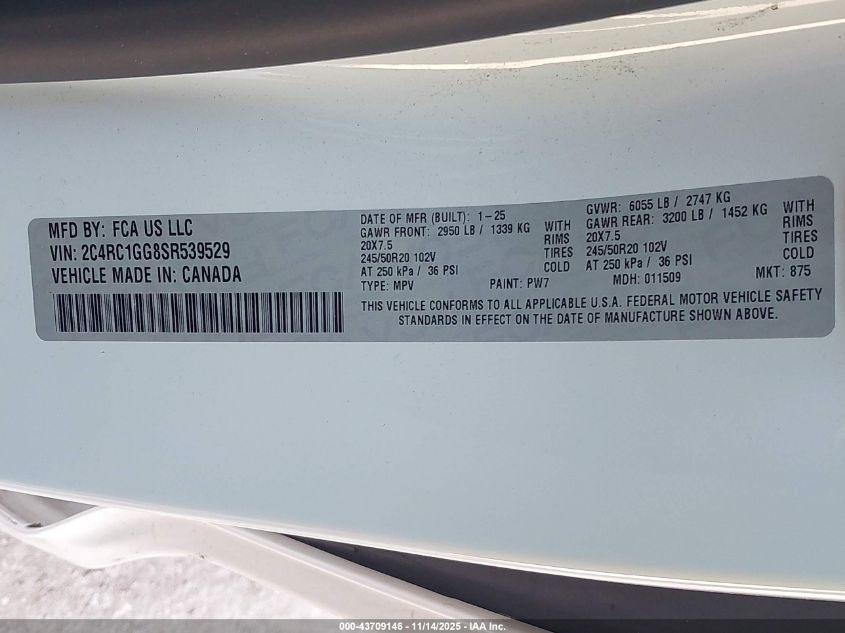 MFD BY: FCA US LLC
VIN: 2C4RC1GG8SR539529
VEHICLE MADE IN: CANADA
DATE OF MFR (BUILT): 1-25
GAWR FRONT: 2950 LB / 1339 KG WITH
20X7.5 RIMS
245/50R20 102V TIRES
AT 250 kPa / 36 PSI COLD
TYPE: MPV PAINT: PW7
GVWR: 6055 LB / 2747 KG
GAWR REAR: 3200 LB / 1452 KG WITH
20X7.5 RIMS
245/50R20 102V TIRES
AT 250 kPa / 36 PSI COLD
MDH: 011509 MKT: 875
THIS VEHICLE CONFORMS TO ALL APPLICABLE U.S.A. FEDERAL MOTOR VEHICLE SAFETY
STANDARDS IN EFFECT ON THE DATE OF MANUFACTURE SHOWN ABOVE.
000-43709146 - 11/14/2025 - IAA Inc.